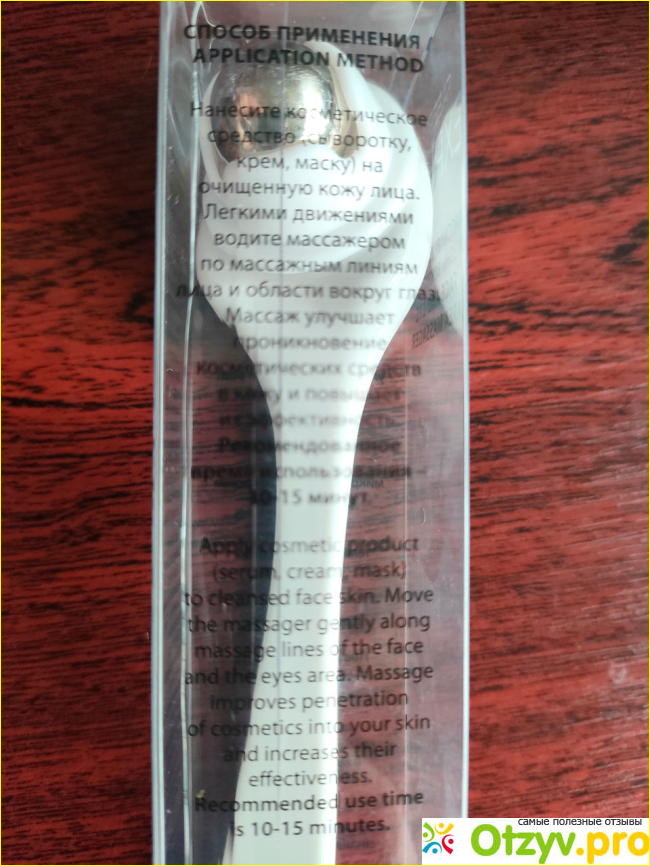 СПОСОБ ПРИМЕНЕНИЯ /
APPLICATION METHOD
Нанесите косметическое
средство (сыворотку,
крем, маску) на
очищенную кожу лица.
Легкими движениями
водите массажером
по массажным линиям
лица и области вокруг глаз.
Массаж улучшает
проникновение
косметических средств
в кожу и повышает
их эффективность.
Рекомендованное
время использования –
10-15 минут.
Apply cosmetic product
(serum, cream, mask)
to cleansed face skin. Move
the massager gently along
massage lines of the face
and the eyes area. Massage
improves penetration
of cosmetics into your skin
and increases their
effectiveness.
Recommended use time
is 10-15 minutes.
самые полезные отзывы
Otzyv.pro